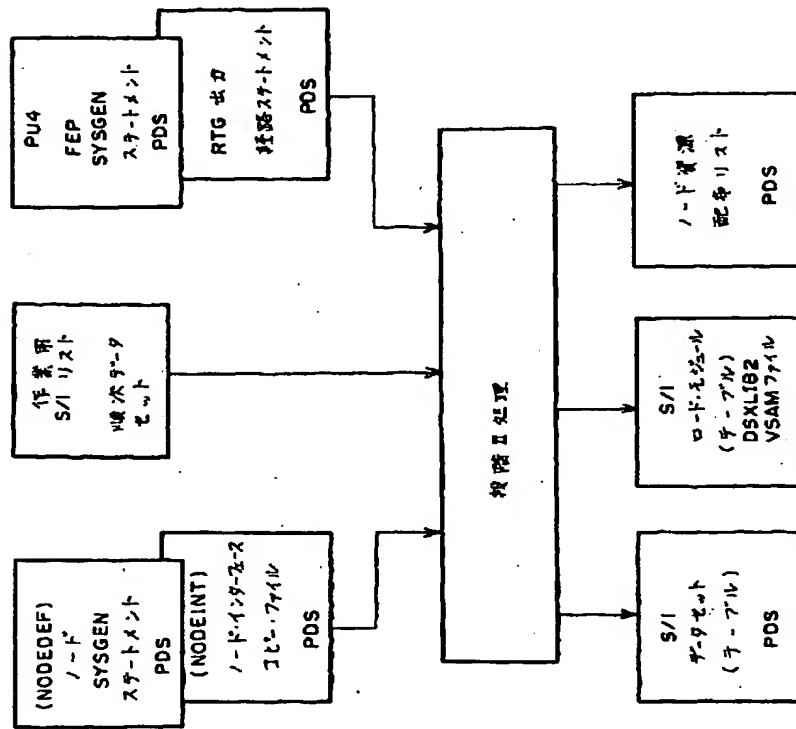 (NODEDEF)
ノード
SYSGEN
ステートメント
PDS
(NODEINT)
ノード・インターフェース
コピー・ファイル
PDS
作業用
S/I リスト
順次データ
セット
PU4
FEP
SYSGEN
ステートメント
PDS
RTG 出力
経路ステートメント
PDS
段階 II 処理
S/I
データセット
(テーブル)
PDS
S/I
ロード・モジュール
(テーブル)
DSXLIB2
VSAMファイル
ノード資源
配布リスト
PDS